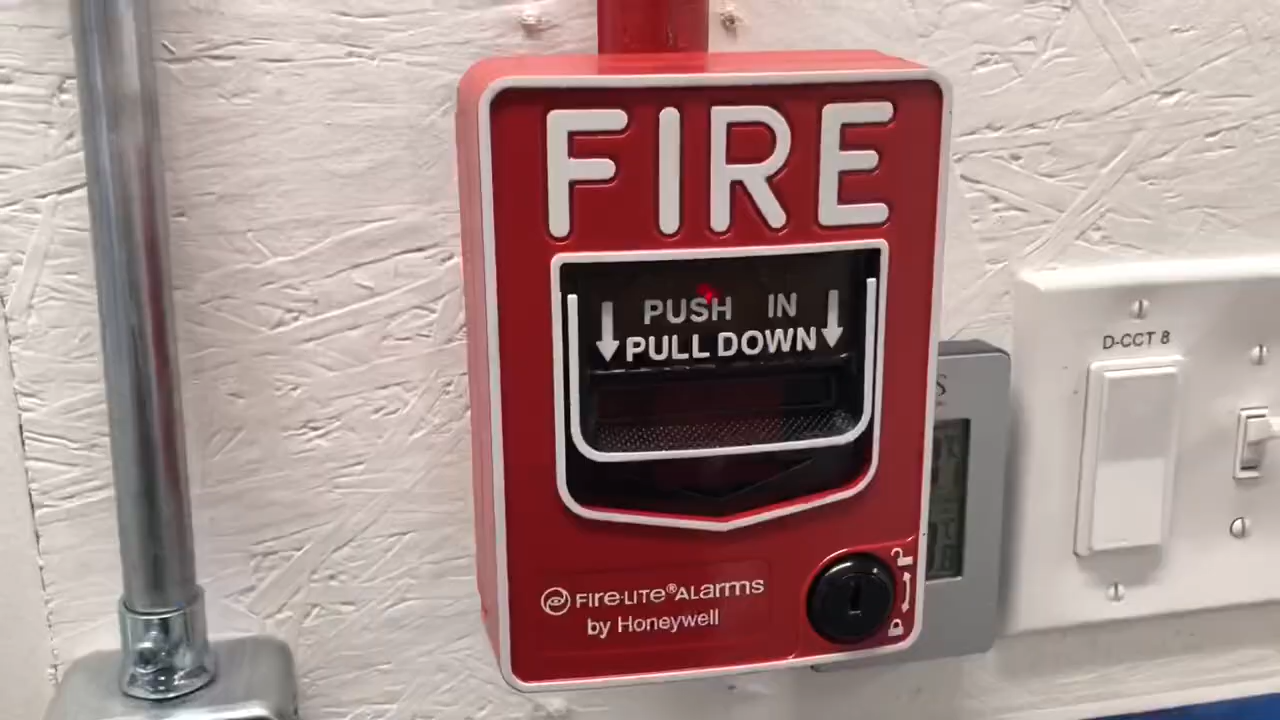 FIRE
PUSH IN
PULL DOWN
FIRE·LITE® ALARMS
by Honeywell
D-CCT 8